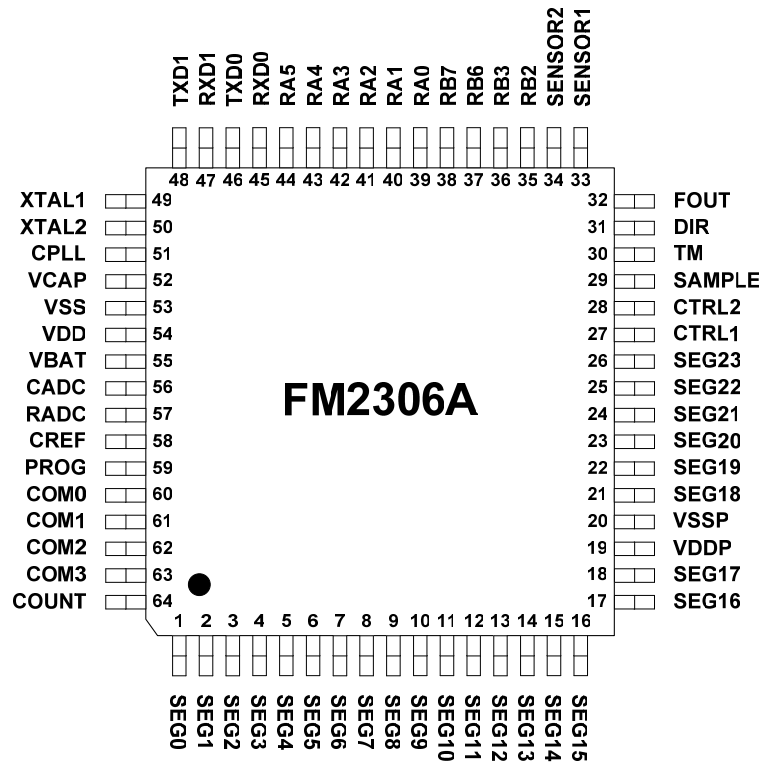 TXD1 RXD1 TXD0 RXD0 RA5 RA4 RA3 RA2 RA1 RA0 RB7 RB6 RB3 RB2 SENSOR2 SENSOR1
48 47 46 45 44 43 42 41 40 39 38 37 36 35 34 33
XTAL1 49 32 FOUT
XTAL2 50 31 DIR
CPLL 51 30 TM
VCAP 52 29 SAMPLE
VSS 53 28 CTRL2
VDD 54 27 CTRL1
VBAT 55 26 SEG23
CADC 56 25 SEG22
FM2306A
RADC 57 24 SEG21
CREF 58 23 SEG20
PROG 59 22 SEG19
COM0 60 21 SEG18
COM1 61 20 VSSP
COM2 62 19 VDDP
COM3 63 18 SEG17
COUNT 64 17 SEG16
1 2 3 4 5 6 7 8 9 10 11 12 13 14 15 16
SEG0 SEG1 SEG2 SEG3 SEG4 SEG5 SEG6 SEG7 SEG8 SEG9 SEG10 SEG11 SEG12 SEG13 SEG14 SEG15